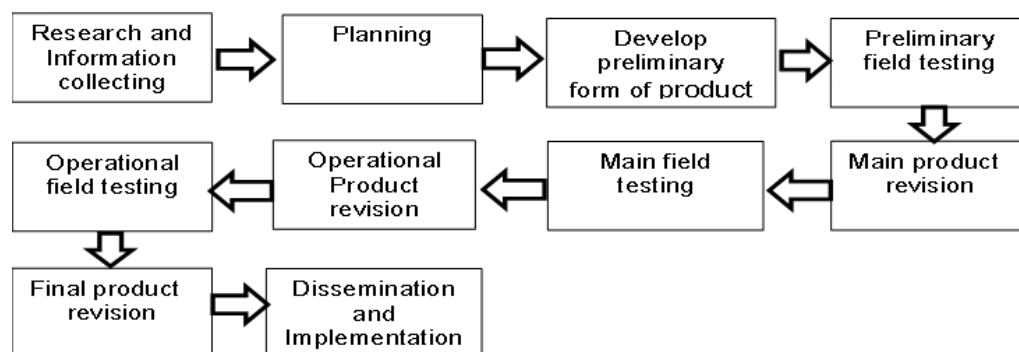 Research and
Information
collecting
Planning
Develop
preliminary
form of product
Preliminary
field testing
Main product
revision
Main field
testing
Operational
Product
revision
Operational
field testing
Final product
revision
Dissemination
and
Implementation